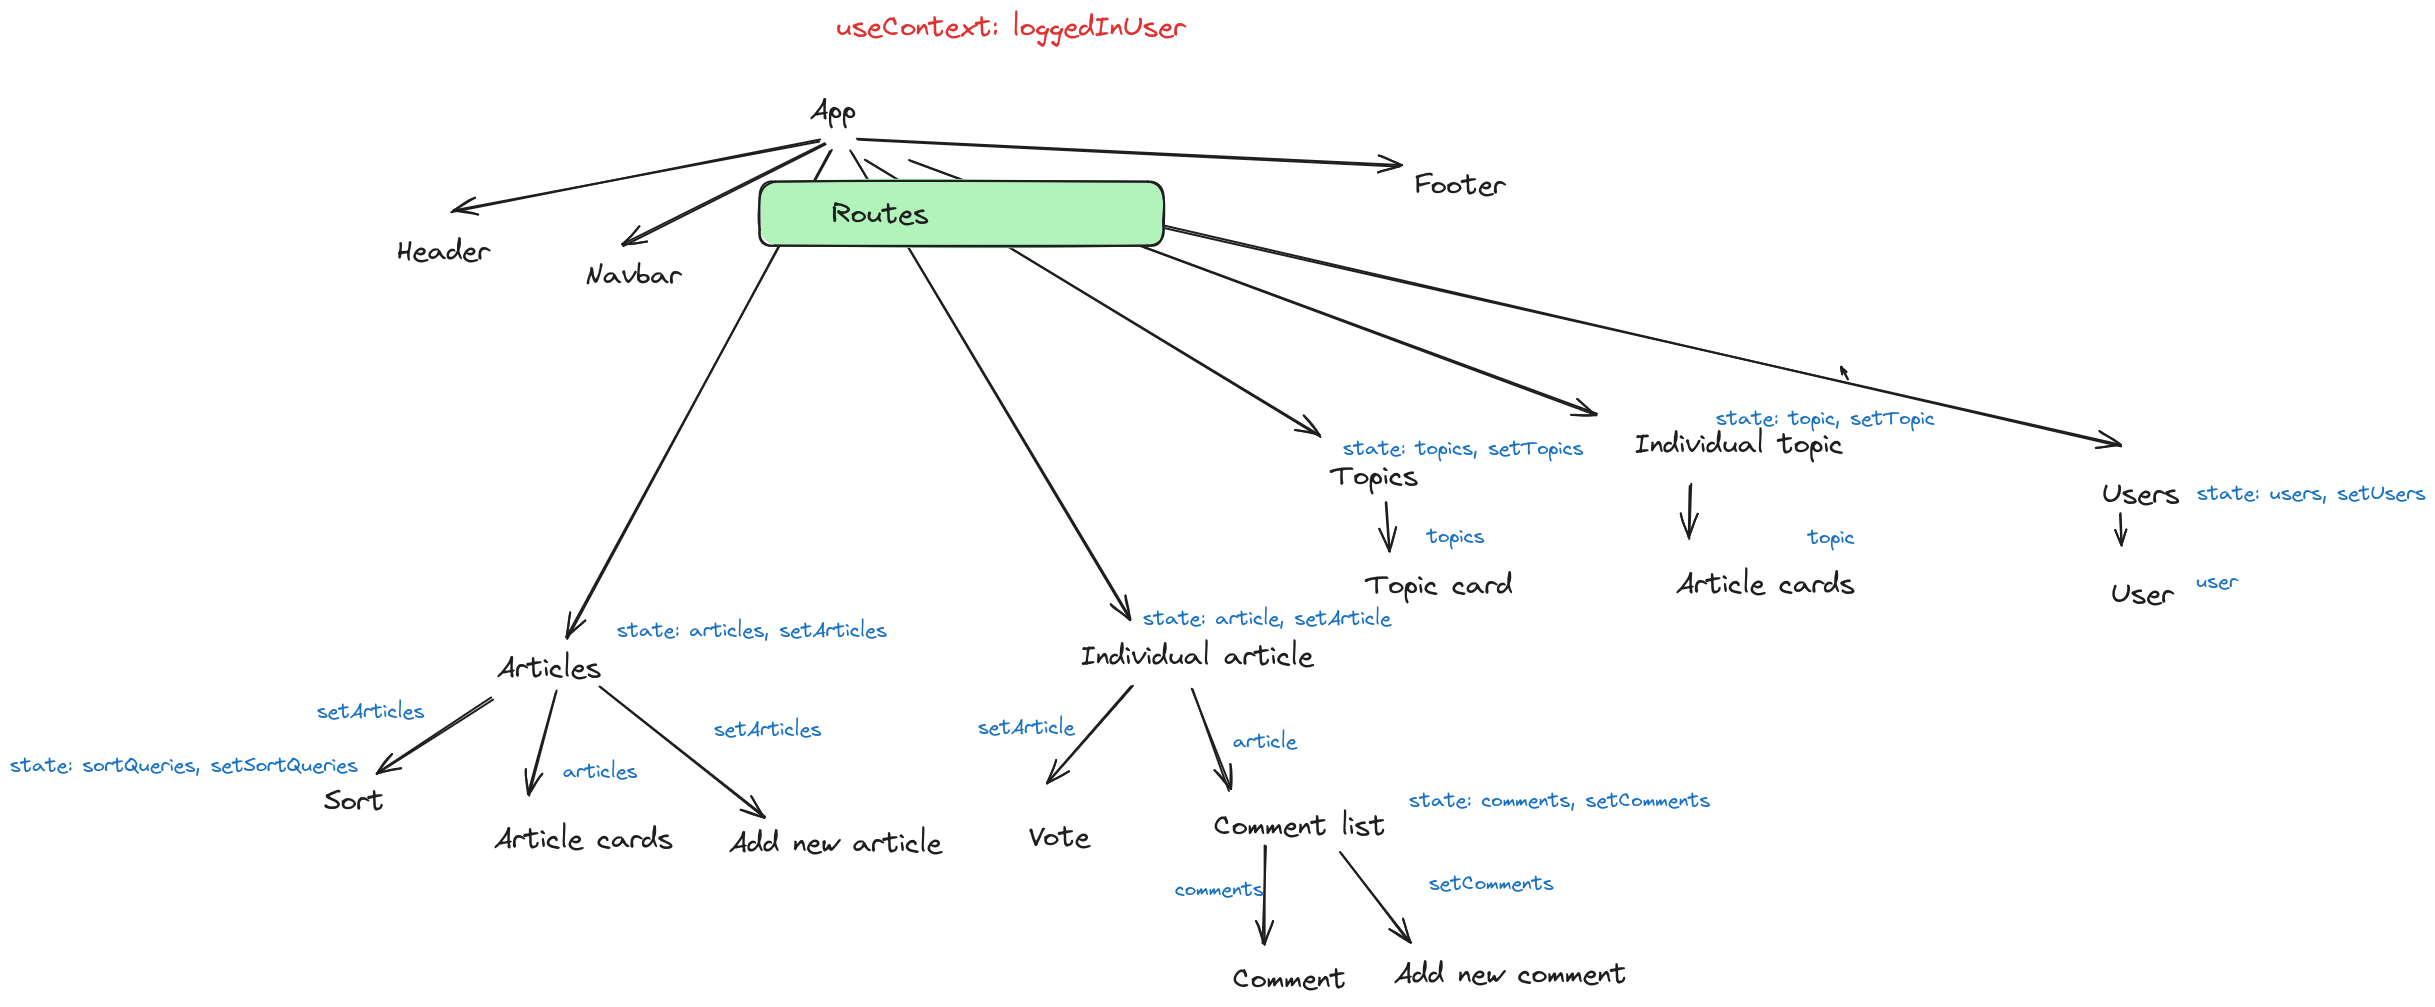 useContext: loggedInUser
App
Footer
Routes
Header
Navbar
state: topic, setTopic
Individual topic
state: topics, setTopics
Topics
Users
state: users, setUsers
topics
topic
Topic card
Article cards
User
user
state: articles, setArticles
Articles
state: article, setArticle
Individual article
setArticles
setArticles
setArticle
article
state: sortQueries, setSortQueries
Sort
articles
Article cards
Add new article
Vote
state: comments, setComments
Comment list
comments
setComments
Comment
Add new comment